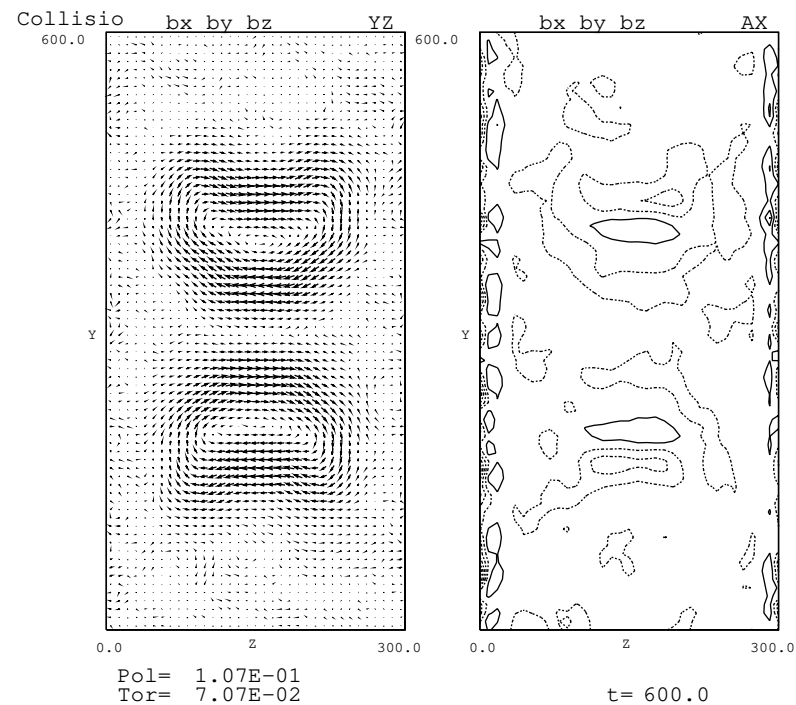 Collisio bx by bz YZ bx by bz AX
600.0 600.0
Y Y
0.0 Z 300.0 0.0 Z 300.0
Pol= 1.07E-01
Tor= 7.07E-02 t= 600.0